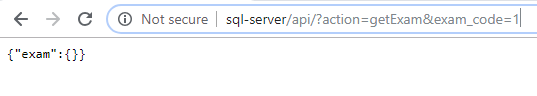 Not secure | sql-server/api/?action=getExam&exam_code=1
{"exam":{}}